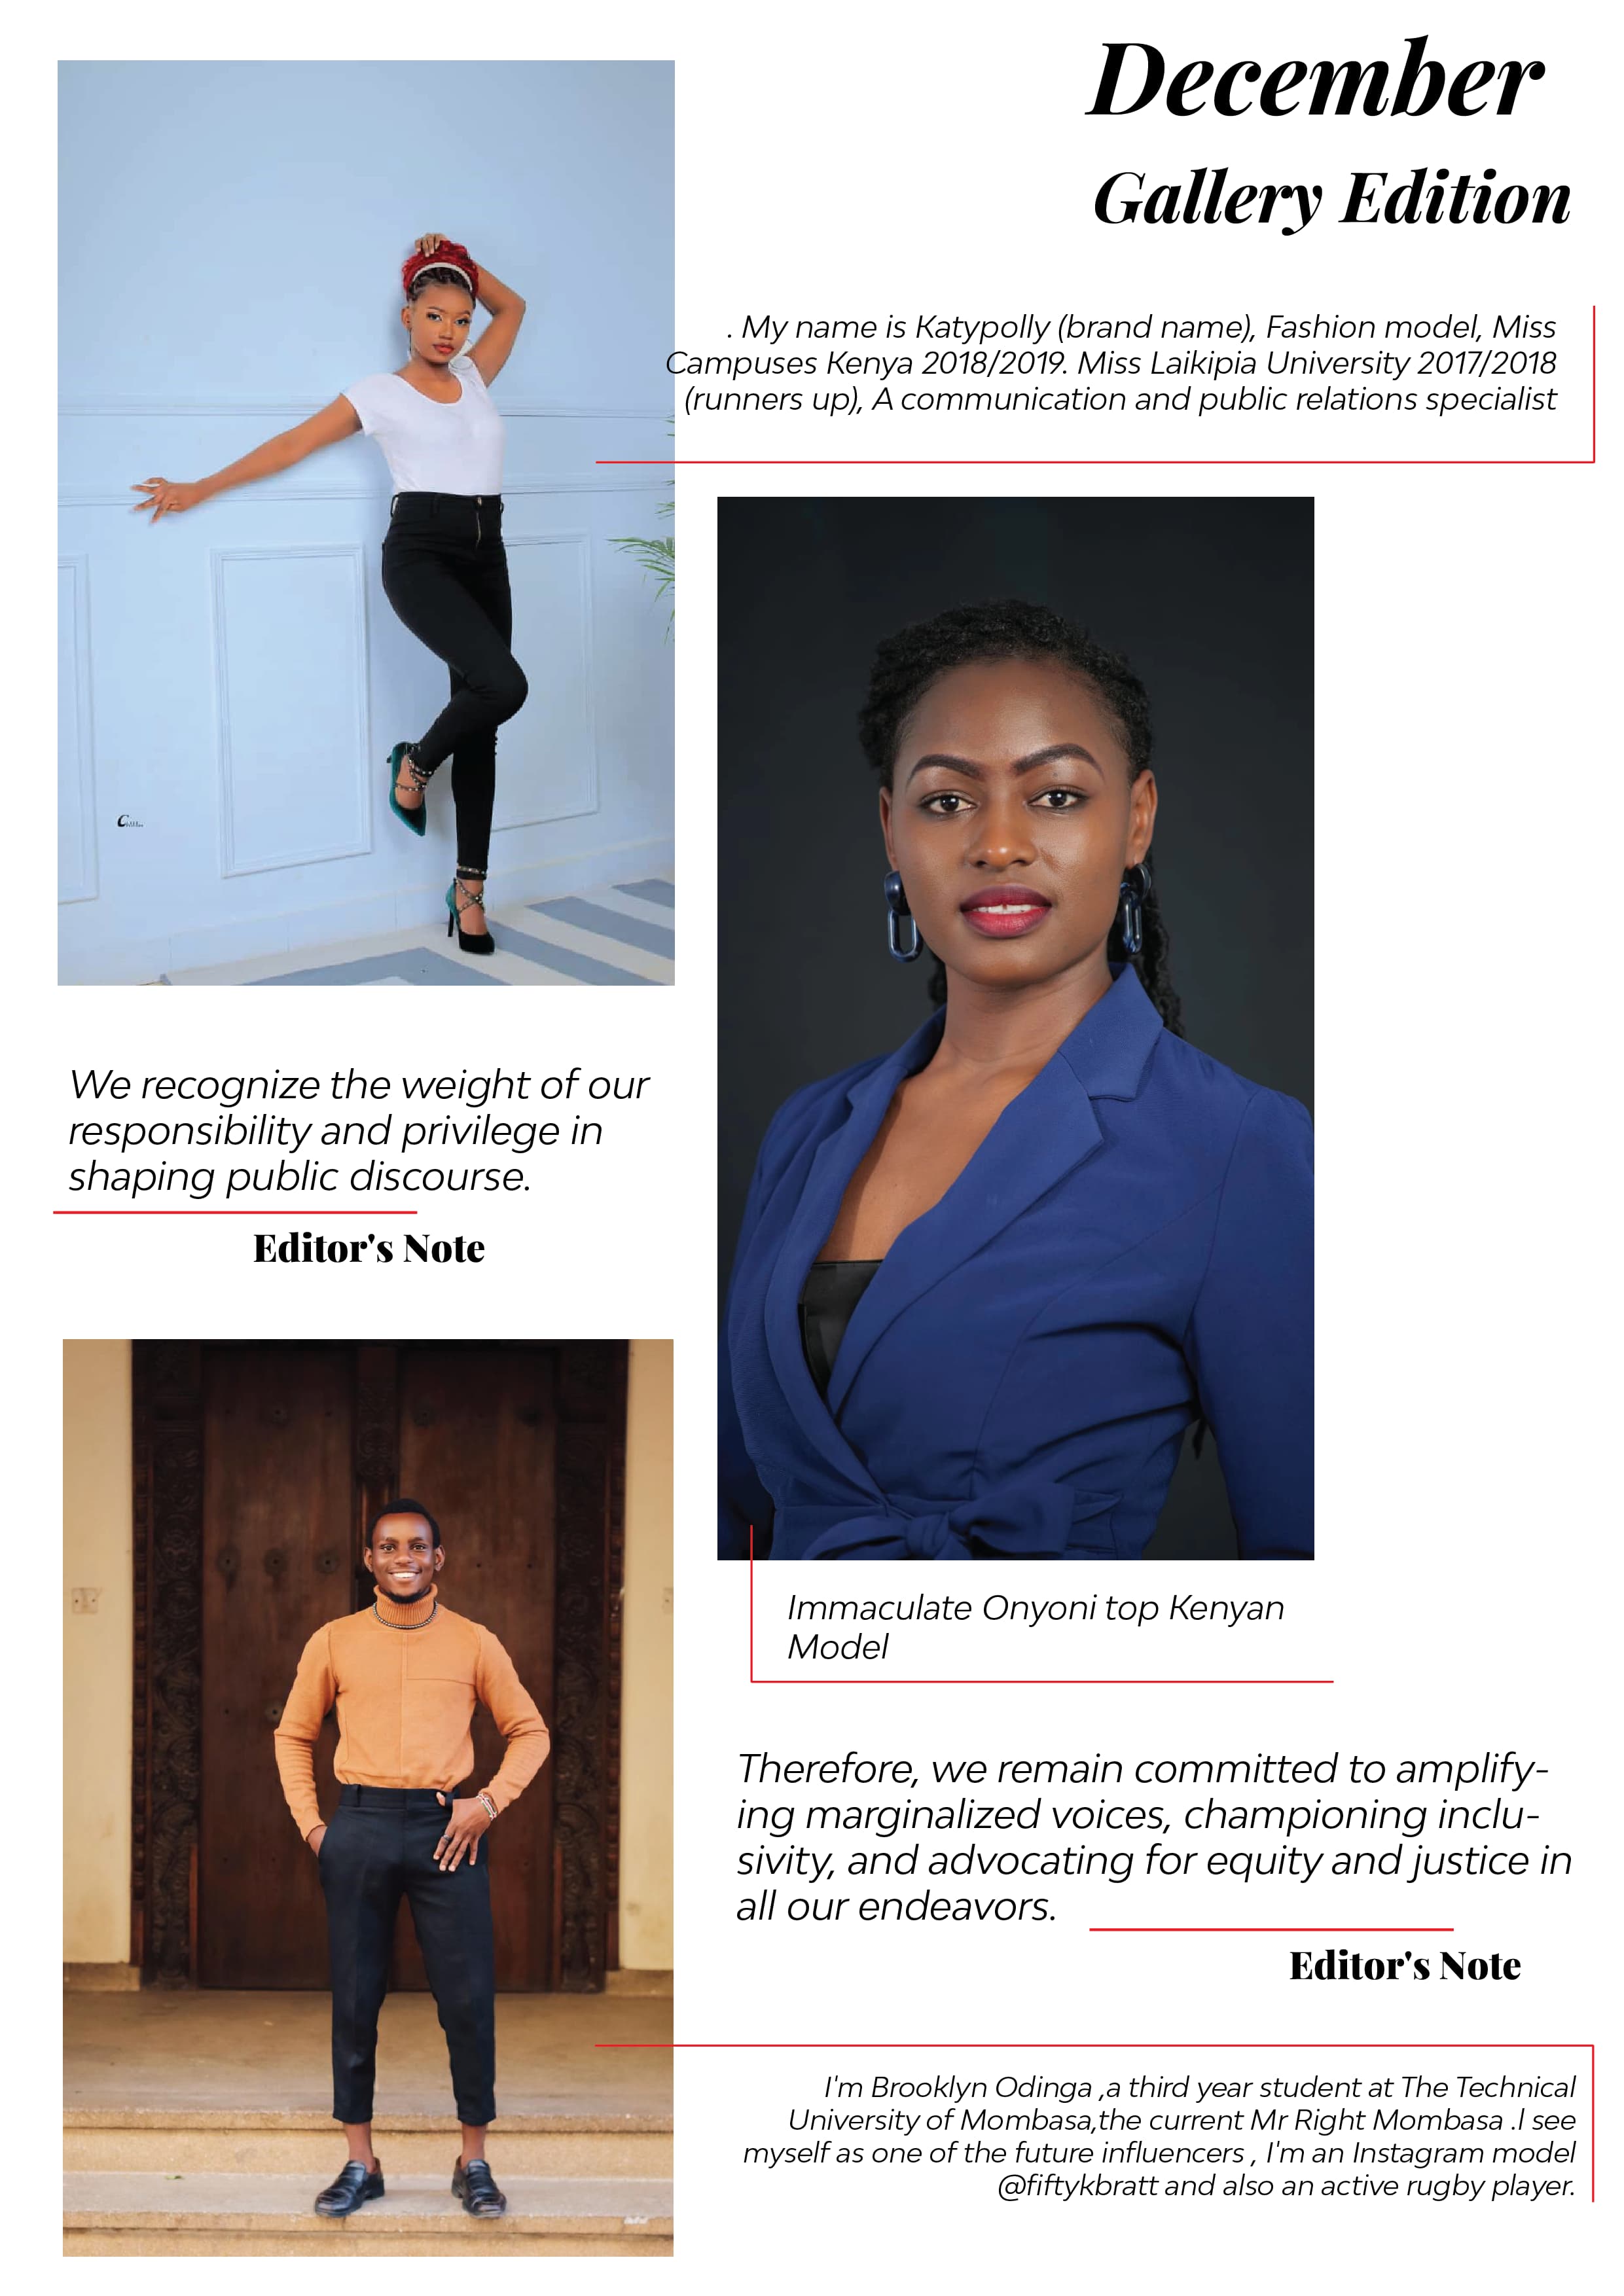 December
Gallery Edition
. My name is Katypolly (brand name), Fashion model, Miss
Campuses Kenya 2018/2019. Miss Laikipia University 2017/2018
(runners up), A communication and public relations specialist
We recognize the weight of our
responsibility and privilege in
shaping public discourse.
Editor's Note
Immaculate Onyoni top Kenyan
Model
Therefore, we remain committed to amplify-
ing marginalized voices, championing inclu-
sivity, and advocating for equity and justice in
all our endeavors.
Editor's Note
I'm Brooklyn Odinga ,a third year student at The Technical
University of Mombasa,the current Mr Right Mombasa .I see
myself as one of the future influencers , I'm an Instagram model
@fiftykbratt and also an active rugby player.